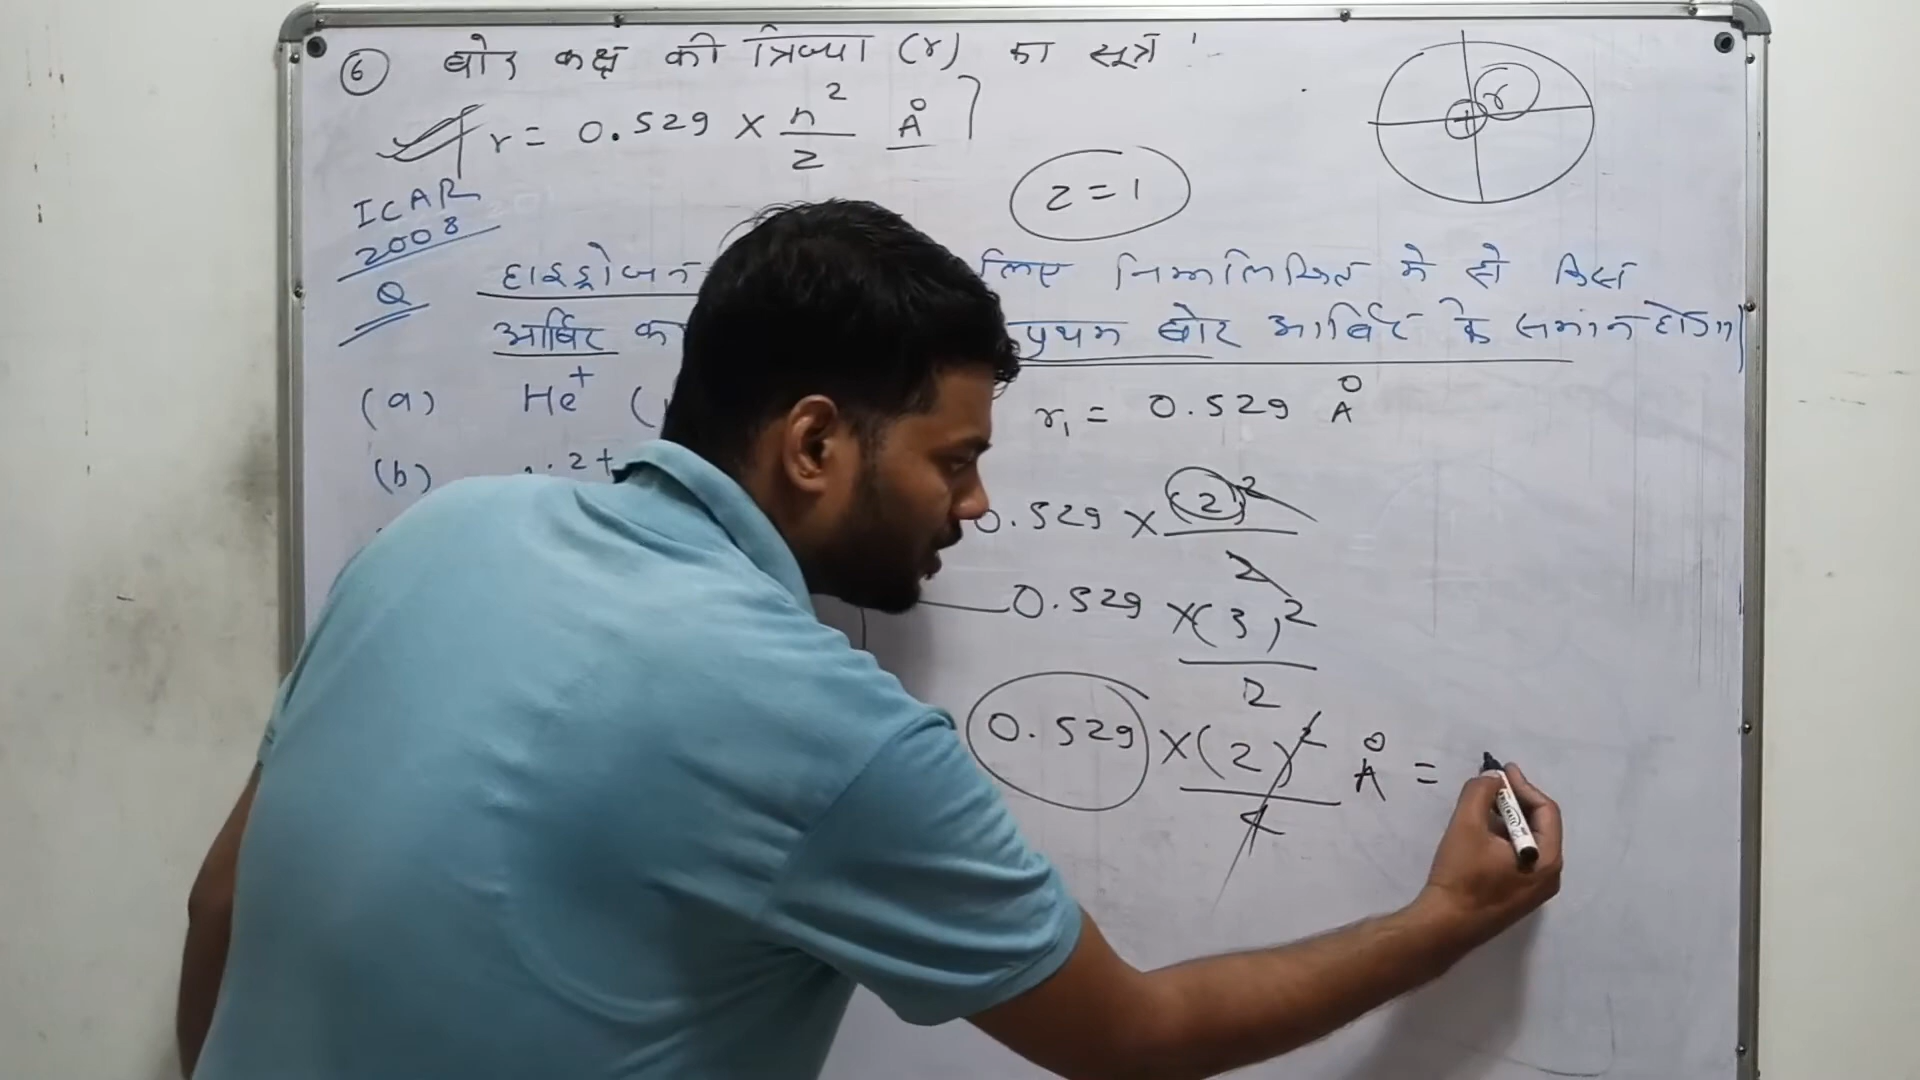 ⑥ बोर कक्ष की त्रिज्या (r) का सूत्र
r = 0.529 × n²/Z Å
r
Z = 1
ICAR
2008
Q
हाइड्रोजन लिए निम्नलिखित में से किस
आर्बिट का प्रथम बोर आर्बिट के समान होगा
(a) He⁺ (
r₁ = 0.529 Å
(b) 2+
0.529 × (2)²/2
0.529 × (3)²/2
0.529 × (2)²/4 Å =